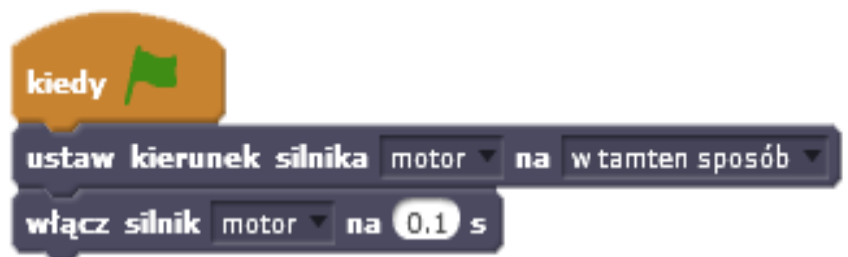 kiedy
ustaw kierunek silnika motor na w tamten sposób
włącz silnik motor na 0.1 s